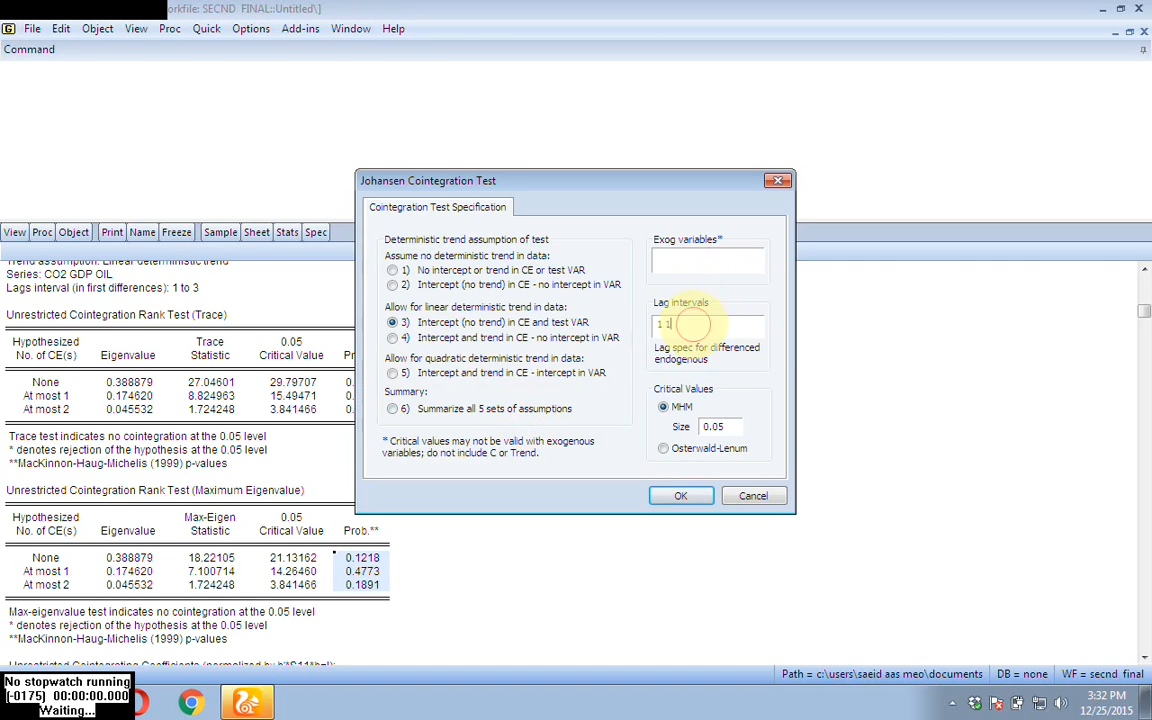 orkfile: SECND FINAL::Untitled\]
File Edit Object View Proc Quick Options Add-ins Window Help
Command
View Proc Object Print Name Freeze Sample Sheet Stats Spec
Trend assumption: Linear deterministic trend
Series: CO2 GDP OIL
Lags interval (in first differences): 1 to 3
Unrestricted Cointegration Rank Test (Trace)
Hypothesized Trace 0.05
No. of CE(s) Eigenvalue Statistic Critical Value
None 0.388879 27.04601 29.79707
At most 1 0.174620 8.824963 15.49471
At most 2 0.045532 1.724248 3.841466
Trace test indicates no cointegration at the 0.05 level
* denotes rejection of the hypothesis at the 0.05 level
**MacKinnon-Haug-Michelis (1999) p-values
Unrestricted Cointegration Rank Test (Maximum Eigenvalue)
Hypothesized Max-Eigen 0.05
No. of CE(s) Eigenvalue Statistic Critical Value Prob.**
None 0.388879 18.22105 21.13162 0.1218
At most 1 0.174620 7.100714 14.26460 0.4773
At most 2 0.045532 1.724248 3.841466 0.1891
Max-eigenvalue test indicates no cointegration at the 0.05 level
* denotes rejection of the hypothesis at the 0.05 level
**MacKinnon-Haug-Michelis (1999) p-values
Johansen Cointegration Test
Cointegration Test Specification
Deterministic trend assumption of test
Assume no deterministic trend in data:
1) No intercept or trend in CE or test VAR
2) Intercept (no trend) in CE - no intercept in VAR
Allow for linear deterministic trend in data:
3) Intercept (no trend) in CE and test VAR
4) Intercept and trend in CE - no intercept in VAR
Allow for quadratic deterministic trend in data:
5) Intercept and trend in CE - intercept in VAR
Summary:
6) Summarize all 5 sets of assumptions
* Critical values may not be valid with exogenous
variables; do not include C or Trend.
Exog variables*
Lag intervals
1 1
Lag spec for differenced
endogenous
Critical Values
MHM
Size 0.05
Osterwald-Lenum
OK Cancel
Path = c:\users\saeid aas meo\documents DB = none WF = secnd final
No stopwatch running
[-0175] 00:00:00.000
Waiting...
3:32 PM
12/25/2015